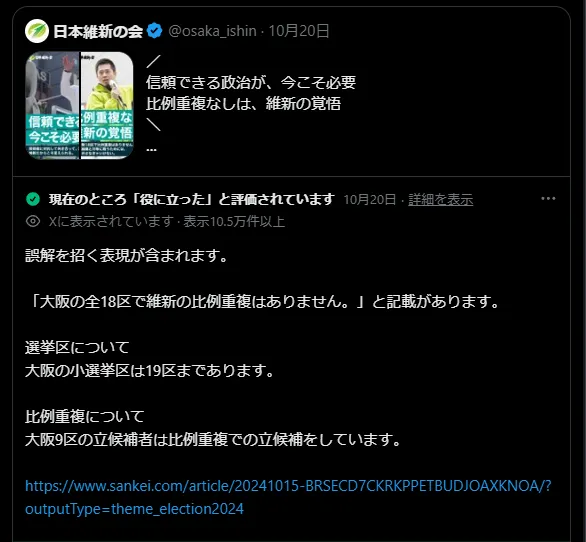 日本維新の会 @osaka_ishin · 10月20日
／
信頼できる政治が、今こそ必要
比例重複なしは、維新の覚悟
＼
...
信頼でき
今こそ必要
比例重複な
維新の覚悟
現在のところ「役に立った」と評価されています 10月20日 · 詳細を表示
Xに表示されています · 表示10.5万件以上
誤解を招く表現が含まれます。
「大阪の全18区で維新の比例重複はありません。」と記載があります。
選挙区について
大阪の小選挙区は19区まであります。
比例重複について
大阪9区の立候補者は比例重複での立候補をしています。
https://www.sankei.com/article/20241015-BRSECD7CKRKPPETBUDJOAXKNOA/?
outputType=theme_election2024